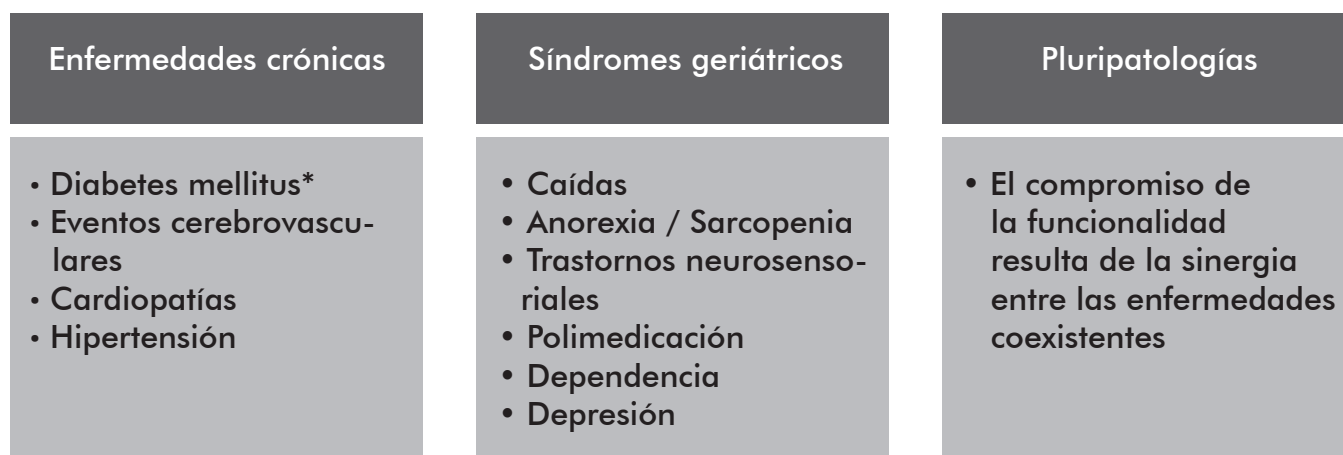 Enfermedades crónicas
• Diabetes mellitus*
• Eventos cerebrovascu-
lares
• Cardiopatías
• Hipertensión
Síndromes geriátricos
• Caídas
• Anorexia / Sarcopenia
• Trastornos neurosenso-
riales
• Polimedicación
• Dependencia
• Depresión
Pluripatologías
• El compromiso de
la funcionalidad
resulta de la sinergia
entre las enfermedades
coexistentes